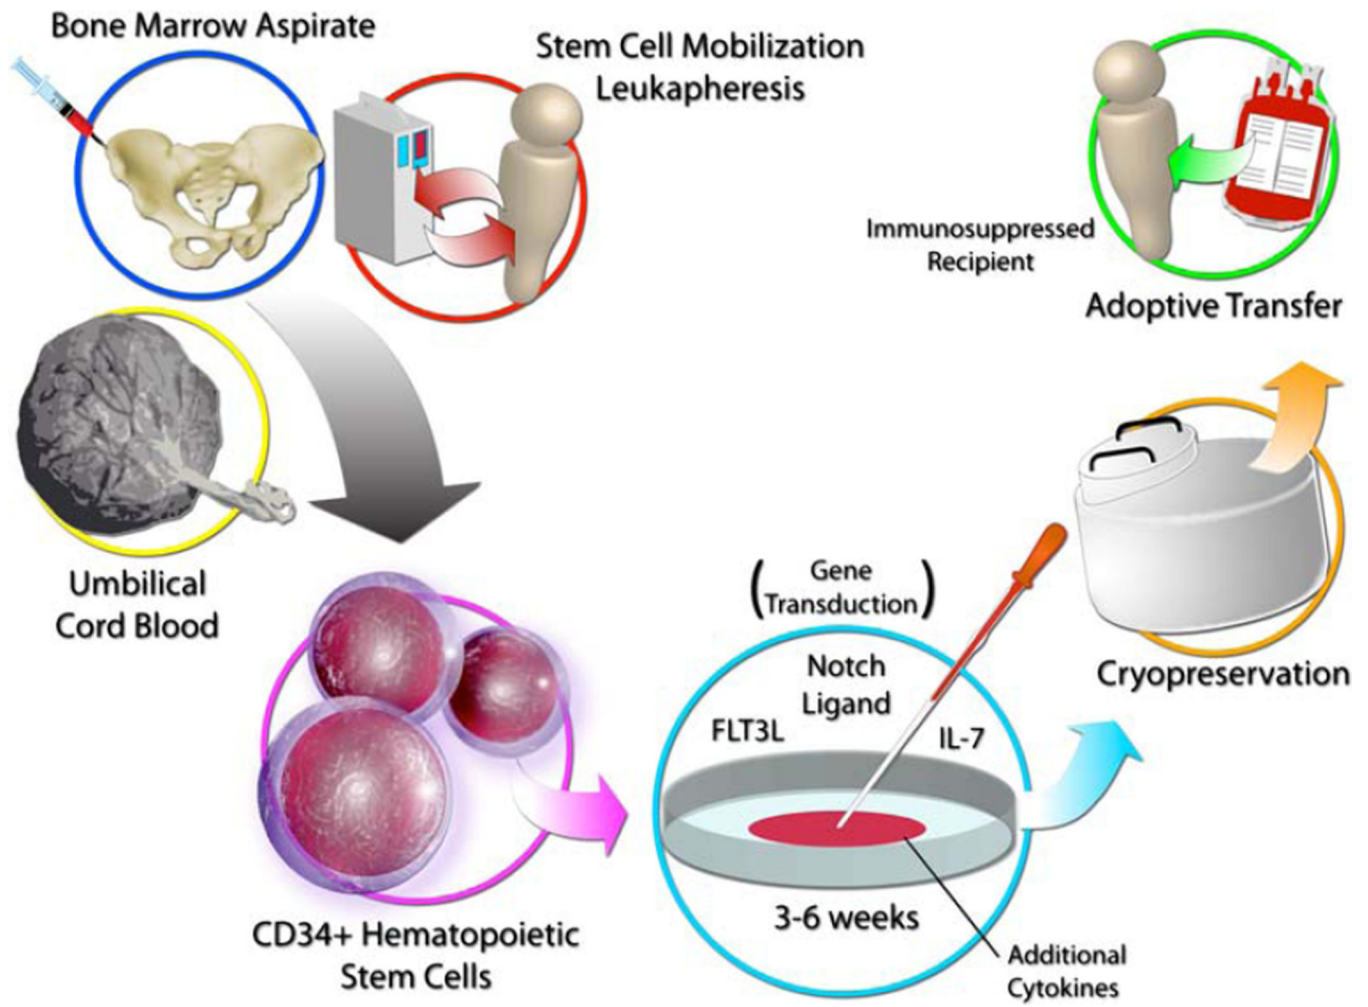 Bone Marrow Aspirate
Stem Cell Mobilization
Leukapheresis
Immunosuppressed
Recipient
Adoptive Transfer
Umbilical
Cord Blood
(Gene
Transduction)
Notch
Ligand
FLT3L
IL-7
Cryopreservation
3-6 weeks
CD34+ Hematopoietic
Stem Cells
Additional
Cytokines